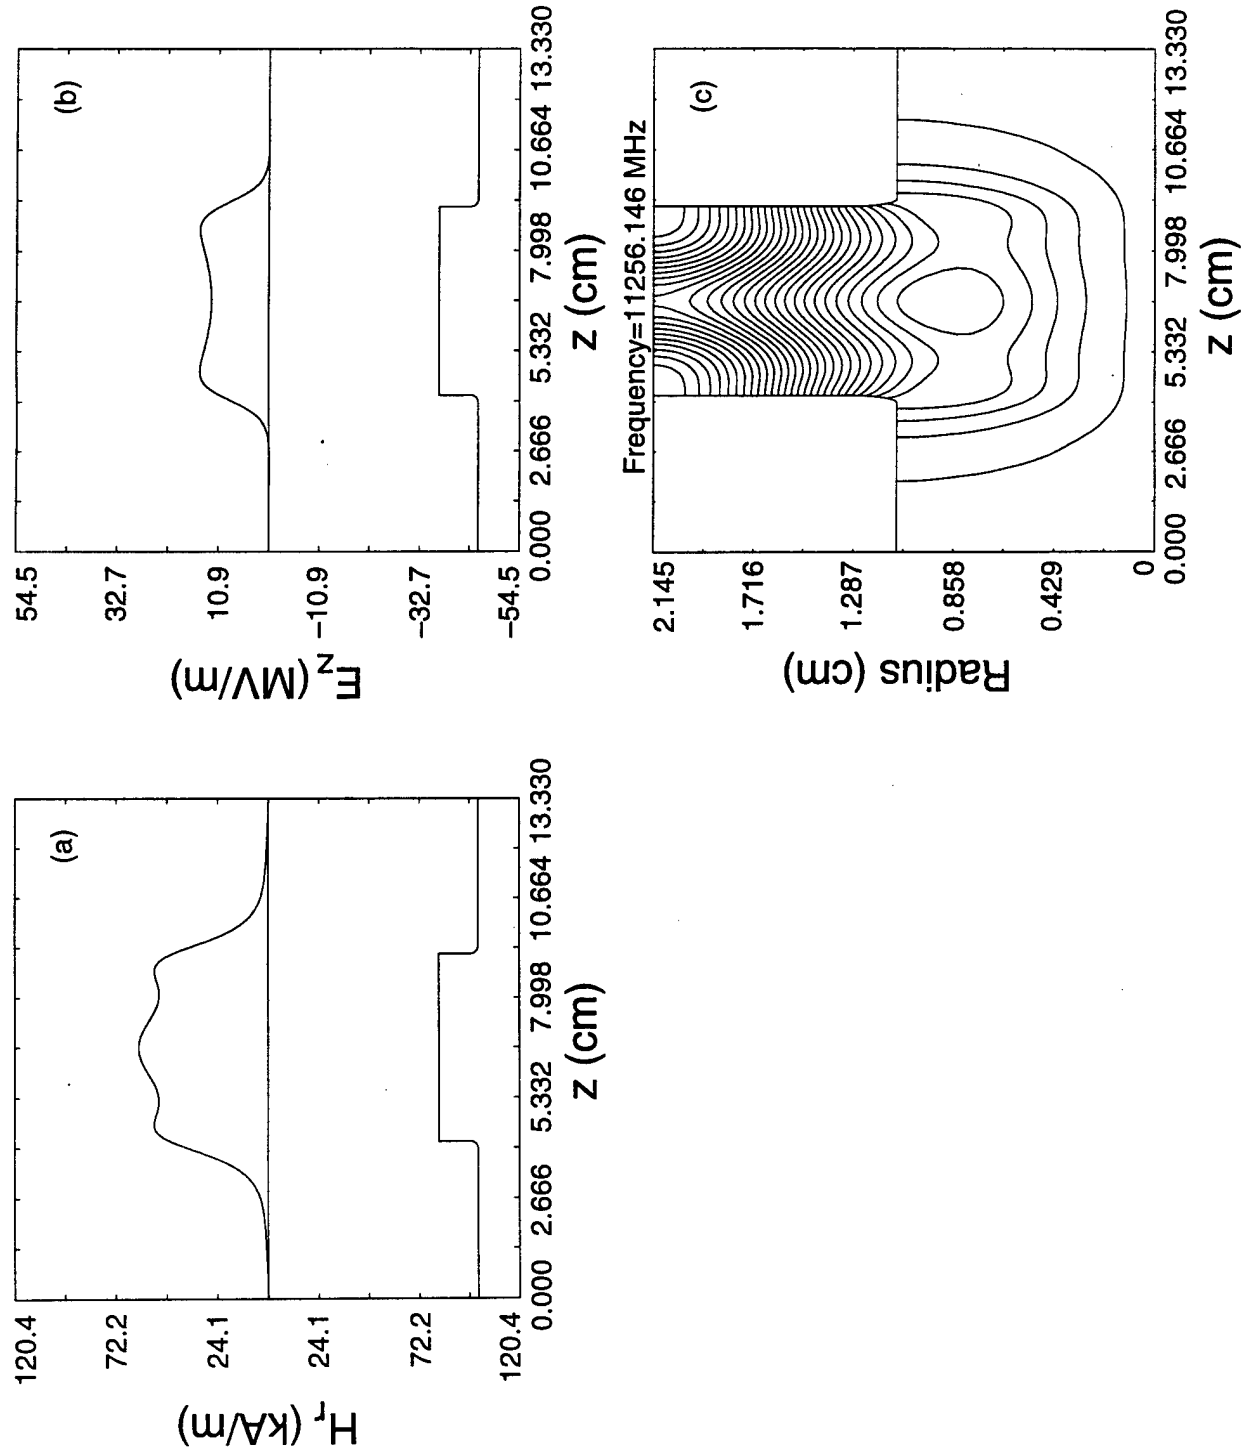 (a)
120.4
72.2
24.1
24.1
72.2
120.4
H r (kA/m)
0.000 2.666 5.332 7.998 10.664 13.330
z (cm)
(b)
54.5
32.7
10.9
−10.9
−32.7
−54.5
E z (MV/m)
0.000 2.666 5.332 7.998 10.664 13.330
z (cm)
Frequency=11256.146 MHz
(c)
2.145
1.716
1.287
0.858
0.429
0
Radius (cm)
0.000 2.666 5.332 7.998 10.664 13.330
z (cm)